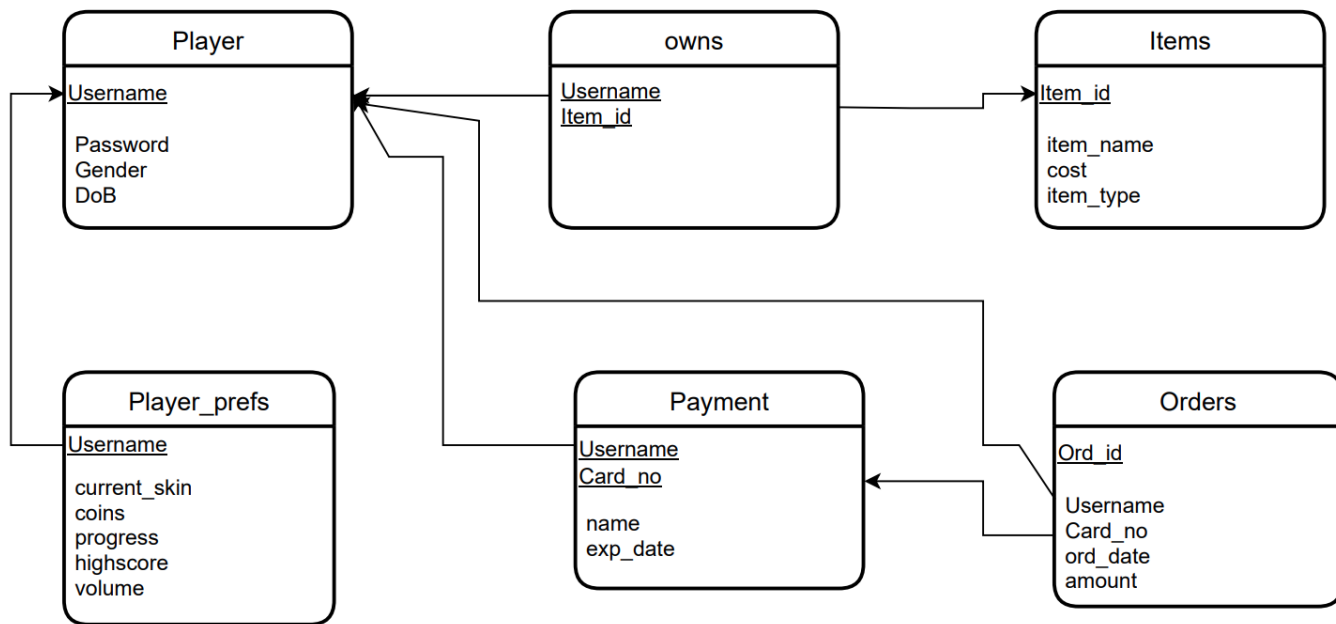 Player
Username
Password
Gender
DoB
owns
Username
Item_id
Items
Item_id
item_name
cost
item_type
Player_prefs
Username
current_skin
coins
progress
highscore
volume
Payment
Username
Card_no
name
exp_date
Orders
Ord_id
Username
Card_no
ord_date
amount